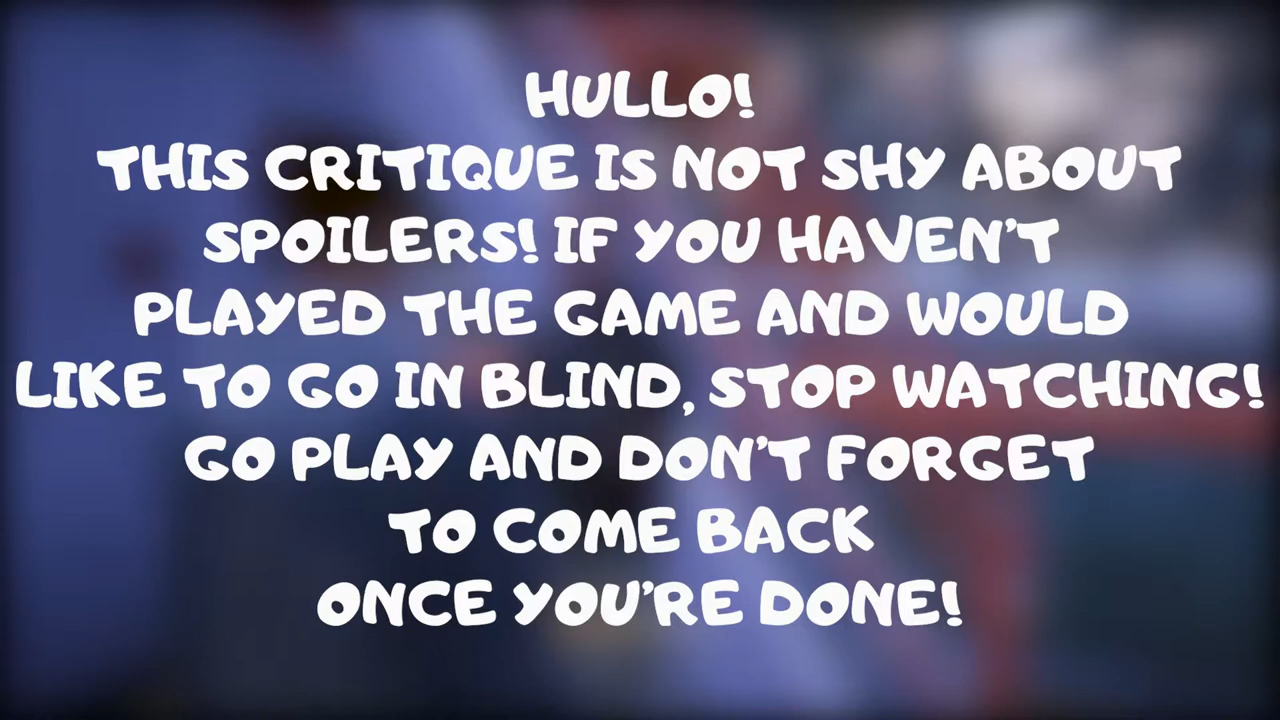 HULLO!
THIS CRITIQUE IS NOT SHY ABOUT
SPOILERS! IF YOU HAVEN'T
PLAYED THE GAME AND WOULD
LIKE TO GO IN BLIND, STOP WATCHING!
GO PLAY AND DON'T FORGET
TO COME BACK
ONCE YOU'RE DONE!